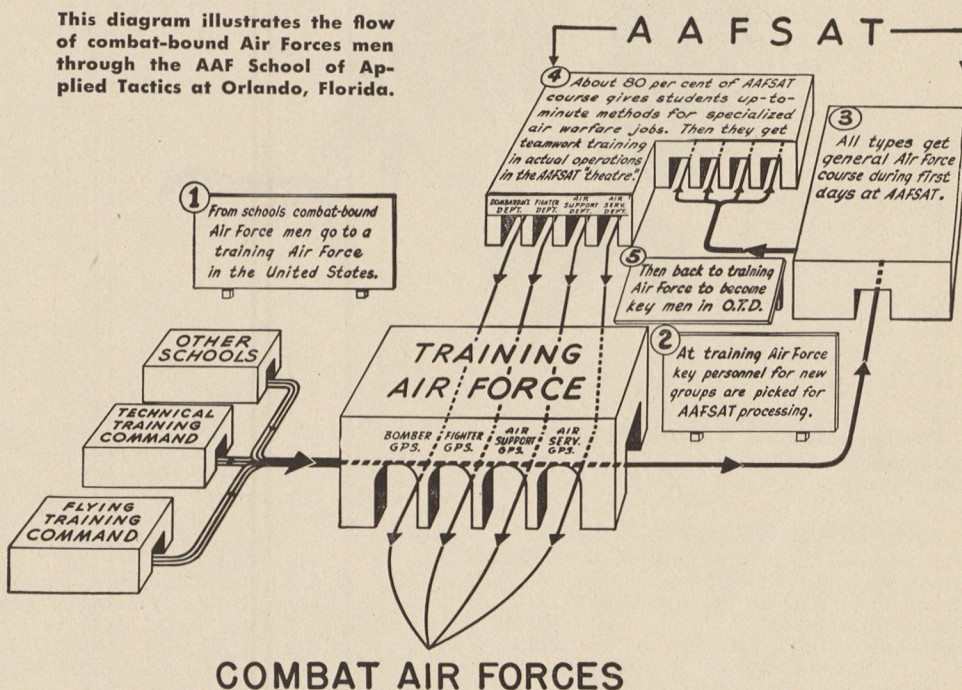 This diagram illustrates the flow
of combat-bound Air Forces men
through the AAF School of Ap-
plied Tactics at Orlando, Florida.
AAFSAT
1
From schools combat-bound
Air Force men go to a
training Air Force
in the United States.
4
About 80 per cent of AAFSAT
course gives students up-to-
minute methods for specialized
air warfare jobs. Then they get
teamwork training
in actual operations
in the AAFSAT "theatre."
BOMBARDM'T
DEPT.
FIGHTER
DEPT.
AIR
SUPPORT
DEPT.
AIR
SERV.
DEPT.
3
All types get
general Air Force
course during first
days at AAFSAT.
5
Then back to training
Air Force to become
key men in O.T.D.
2
At training Air Force
key personnel for new
groups are picked for
AAFSAT processing.
OTHER
SCHOOLS
TECHNICAL
TRAINING
COMMAND
FLYING
TRAINING
COMMAND
TRAINING
AIR FORCE
BOMBER
GPS.
FIGHTER
GPS.
AIR
SUPPORT
GPS.
AIR
SERV.
GPS.
COMBAT AIR FORCES